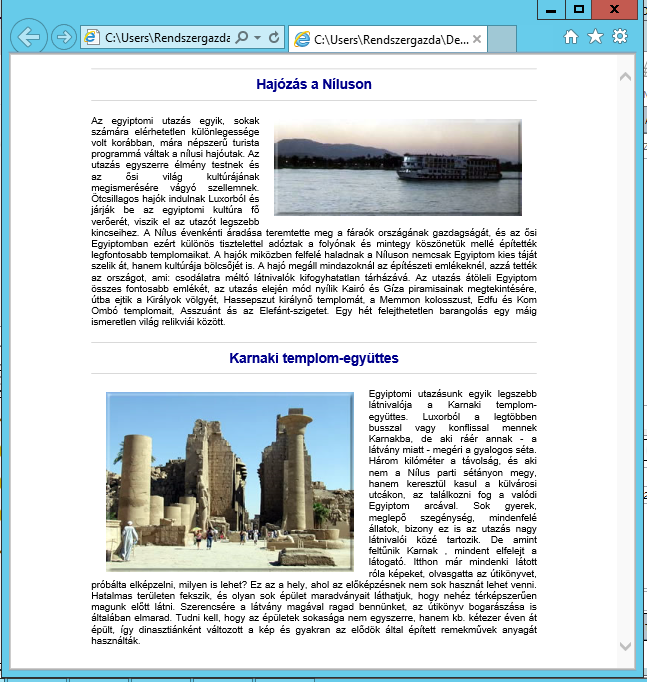 C:\Users\Rendszergazda
C:\Users\Rendszergazda\De...
Hajózás a Níluson
Az egyiptomi utazás egyik, sokak
számára elérhetetlen különlegessége
volt korábban, mára népszerű turista
programmá váltak a nílusi hajóutak. Az
utazás egyszerre élmény testnek és
az ősi világ kultúrájának
megismerésére vágyó szellemnek.
Ötcsillagos hajók indulnak Luxorból és
járják be az egyiptomi kultúra fő
verőerét, viszik el az utazót legszebb
kincseihez. A Nílus évenkénti áradása teremtette meg a fáraók országának gazdagságát, és az ősi
Egyiptomban ezért különös tisztelettel adóztak a folyónak és mintegy köszönetük mellé építették
legfontosabb templomaikat. A hajók miközben felfelé haladnak a Níluson nemcsak Egyiptom kies táját
szelik át, hanem kultúrája bölcsőjét is. A hajó megáll mindazoknál az építészeti emlékeknél, azzá tették
az országot, ami: csodálatra méltó látnivalók kifogyhatatlan tárházává. Az utazás átöleli Egyiptom
összes fontosabb emlékét, az utazás elején mód nyílik Kairó és Gíza piramisainak megtekintésére,
útba ejtik a Királyok völgyét, Hassepszut királynő templomát, a Memmon kolosszust, Edfu és Kom
Ombó templomait, Asszuánt ás az Elefánt-szigetet. Egy hét felejthetetlen barangolás egy máig
ismeretlen világ relikviái között.
Karnaki templom-együttes
Egyiptomi utazásunk egyik legszebb
látnivalója a Karnaki templom-
együttes. Luxorból a legtöbben
busszal vagy konflissal mennek
Karnakba, de aki ráér annak - a
látvány miatt - megéri a gyalogos séta.
Három kilóméter a távolság, és aki
nem a Nílus parti sétányon megy,
hanem keresztül kasul a külvárosi
utcákon, az találkozni fog a valódi
Egyiptom arcával. Sok gyerek,
meglepő szegénység, mindenfelé
állatok, bizony ez is az utazás nagy
látnivalói közé tartozik. De amint
feltűnik Karnak , mindent elfelejt a
látogató. Itthon már mindenki látott
róla képeket, olvasgatta az útikönyvet,
próbálta elképzelni, milyen is lehet? Ez az a hely, ahol az előképzésnek nem sok hasznát lehet venni.
Hatalmas területen fekszik, és olyan sok épület maradványait láthatjuk, hogy nehéz térképszerűen
magunk előtt látni. Szerencsére a látvány magával ragad bennünket, az útikönyv bogarászása is
általában elmarad. Tudni kell, hogy az épületek sokasága nem egyszerre, hanem kb. kétezer éven át
épült, így dinasztiánként változott a kép és gyakran az elődök által épített remekművek anyagát
használták.